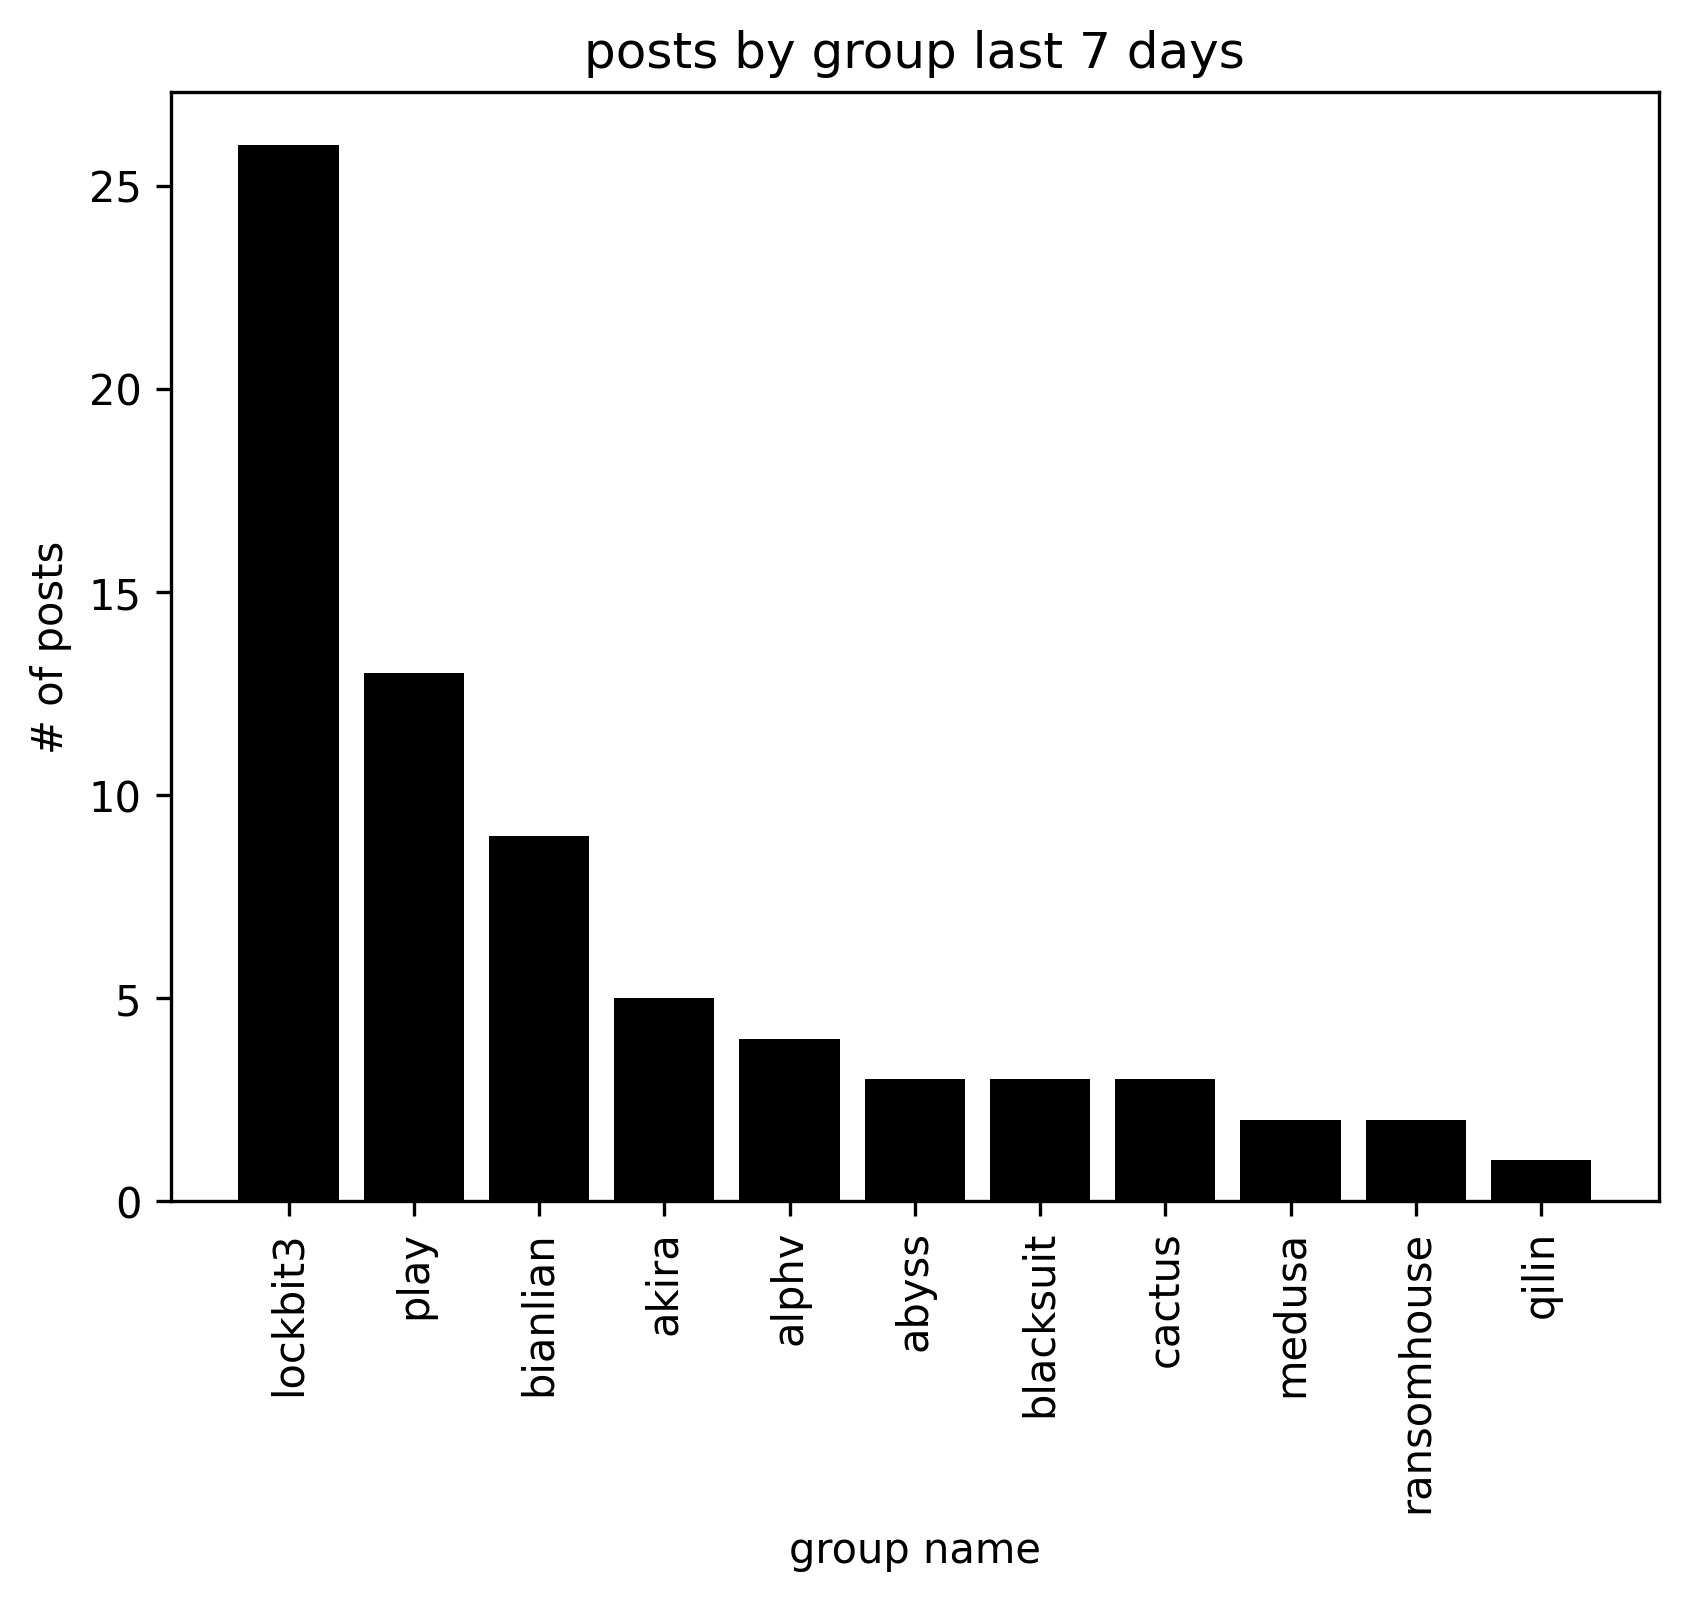 posts by group last 7 days
# of posts
25
20
15
10
5
0
lockbit3
play
bianlian
akira
alphv
abyss
blacksuit
cactus
medusa
ransomhouse
qilin
group name